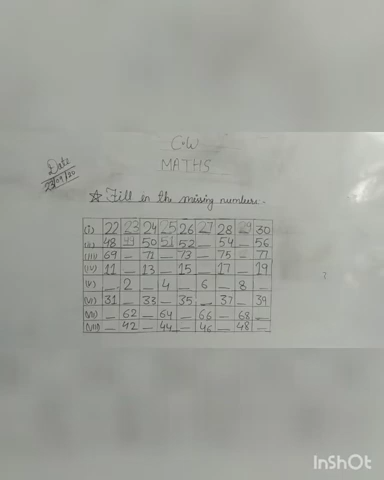 C.W
MATHS
Date
23/09/20
☆ Fill in the missing numbers:-
(i) 22 23 24 25 26 27 28 29 30
(ii) 48 49 50 51 52 _ 54 _ 56
(iii) 69 _ 71 _ 73 _ 75 _ 77
(iv) 11 _ 13 _ 15 _ 17 _ 19
(v) _ 2 _ 4 _ 6 _ 8 _
(vi) 31 _ 33 _ 35 _ 37 _ 39
(vii) _ 62 _ 64 _ 66 _ 68 _
(viii) _ 42 _ 44 _ 46 _ 48 _
InShOt